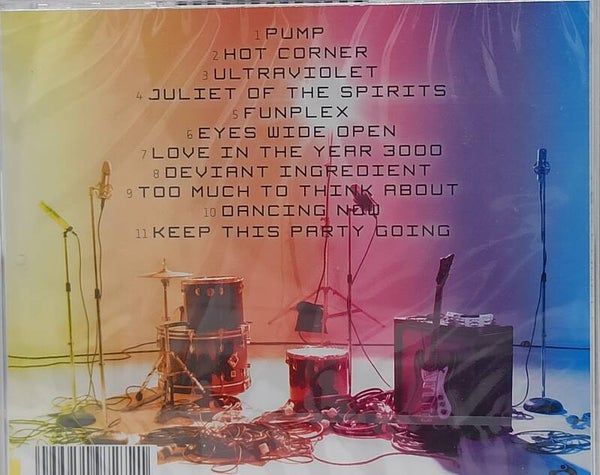 1 PUMP
2 HOT CORNER
3 ULTRAVIOLET
4 JULIET OF THE SPIRITS
5 FUNPLEX
6 EYES WIDE OPEN
7 LOVE IN THE YEAR 3000
8 DEVIANT INGREDIENT
9 TOO MUCH TO THINK ABOUT
10 DANCING NOW
11 KEEP THIS PARTY GOING